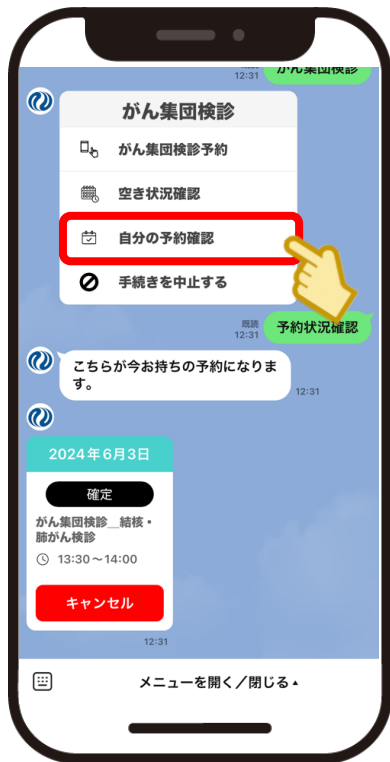 既読
12:31
がん集団検診
がん集団検診
がん集団検診予約
空き状況確認
自分の予約確認
手続きを中止する
既読
12:31
予約状況確認
こちらが今お持ちの予約になりま
す。
12:31
2024年6月3日
確定
がん集団検診__結核・
肺がん検診
13:30～14:00
キャンセル
12:31
メニューを開く／閉じる▲